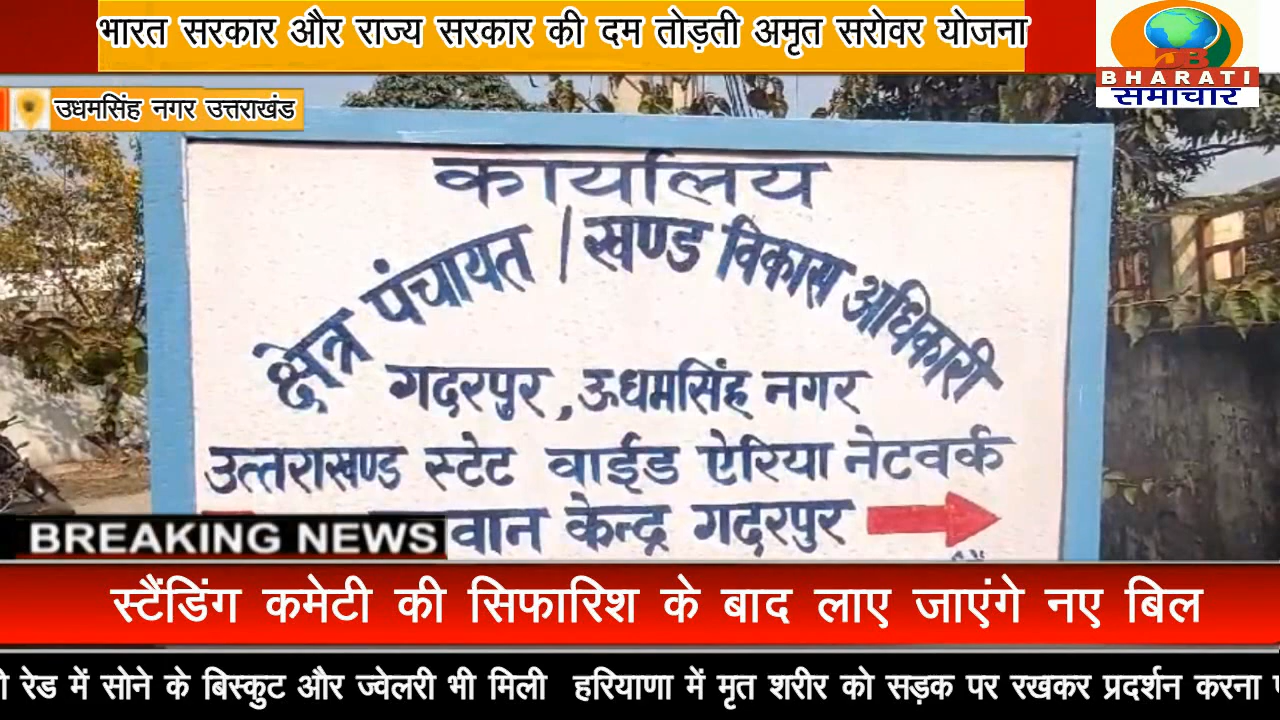 भारत सरकार और राज्य सरकार की दम तोड़ती अमृत सरोवर योजना
DB
BHARATI
समाचार
उधमसिंह नगर उत्तराखंड
कार्यालय
क्षेत्र पंचायत / खण्ड विकास अधिकारी
गदरपुर, ऊधमसिंह नगर
उत्तराखण्ड स्टेट वाईड ऐरिया नेटवर्क
वान केन्द्र गदरपुर
BREAKING NEWS
स्टैंडिंग कमेटी की सिफारिश के बाद लाए जाएंगे नए बिल
रेड में सोने के बिस्कुट और ज्वेलरी भी मिली हरियाणा में मृत शरीर को सड़क पर रखकर प्रदर्शन करना